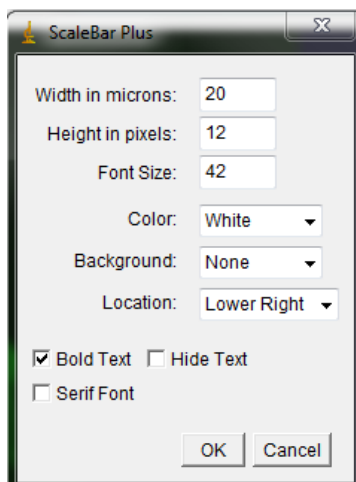 ScaleBar Plus
Width in microns: 20
Height in pixels: 12
Font Size: 42
Color: White
Background: None
Location: Lower Right
Bold Text Hide Text
Serif Font
OK Cancel